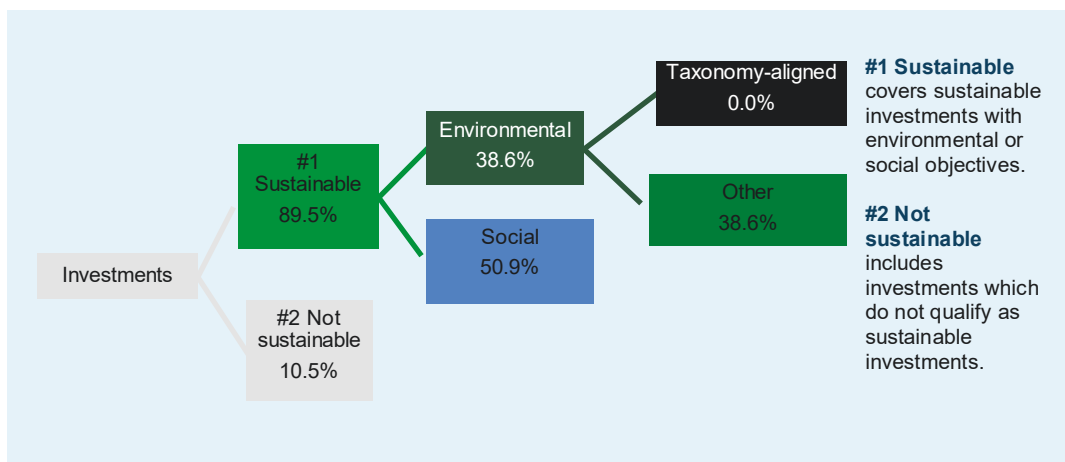 Investments
#1
Sustainable
89.5%
#2 Not
sustainable
10.5%
Environmental
38.6%
Social
50.9%
Taxonomy-aligned
0.0%
Other
38.6%
#1 Sustainable
covers sustainable
investments with
environmental or
social objectives.
#2 Not
sustainable
includes
investments which
do not qualify as
sustainable
investments.